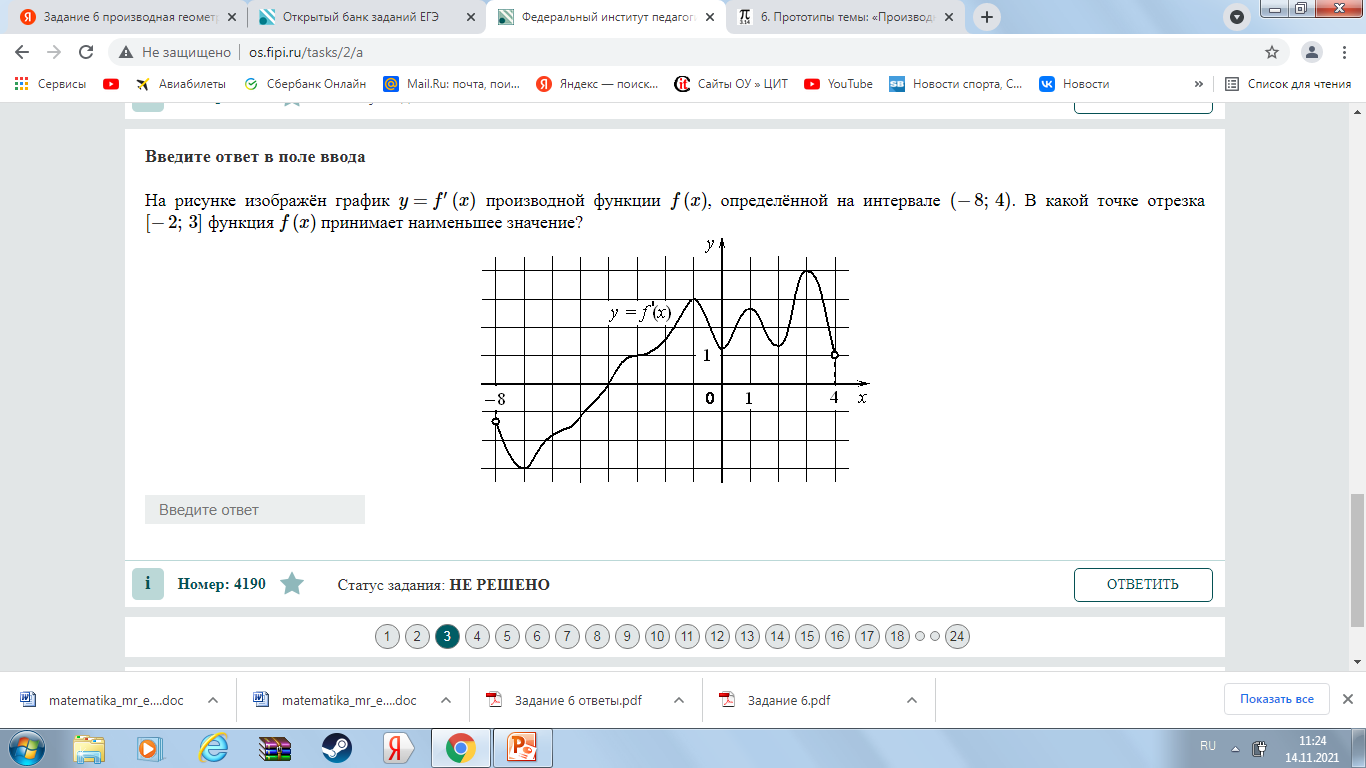 Задание 6 производная геомет
Открытый банк заданий ЕГЭ
Федеральный институт педагог
6. Прототипы темы: «Производ
Не защищено | os.fipi.ru/tasks/2/a
Сервисы Авиабилеты Сбербанк Онлайн Mail.Ru: почта, пои... Яндекс — поиск... Сайты ОУ » ЦИТ YouTube Новости спорта, С... Новости » Список для чтения
Введите ответ в поле ввода
На рисунке изображён график y = f′ (x) производной функции f (x), определённой на интервале (− 8; 4). В какой точке отрезка
[− 2; 3] функция f (x) принимает наименьшее значение?
y
y = f'(x)
1
−8 0 1 4 x
Введите ответ
i Номер: 4190 Статус задания: НЕ РЕШЕНО ОТВЕТИТЬ
1 2 3 4 5 6 7 8 9 10 11 12 13 14 15 16 17 18 24
matematika_mr_e....doc matematika_mr_e....doc Задание 6 ответы.pdf Задание 6.pdf Показать все
RU 11:24
14.11.2021